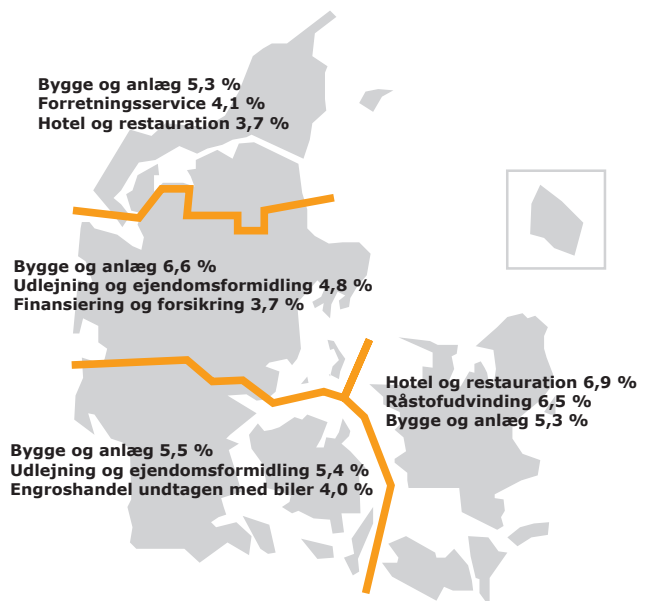 Bygge og anlæg 5,3 %
Forretningsservice 4,1 %
Hotel og restauration 3,7 %
Bygge og anlæg 6,6 %
Udlejning og ejendomsformidling 4,8 %
Finansiering og forsikring 3,7 %
Hotel og restauration 6,9 %
Råstofudvinding 6,5 %
Bygge og anlæg 5,3 %
Bygge og anlæg 5,5 %
Udlejning og ejendomsformidling 5,4 %
Engroshandel undtagen med biler 4,0 %